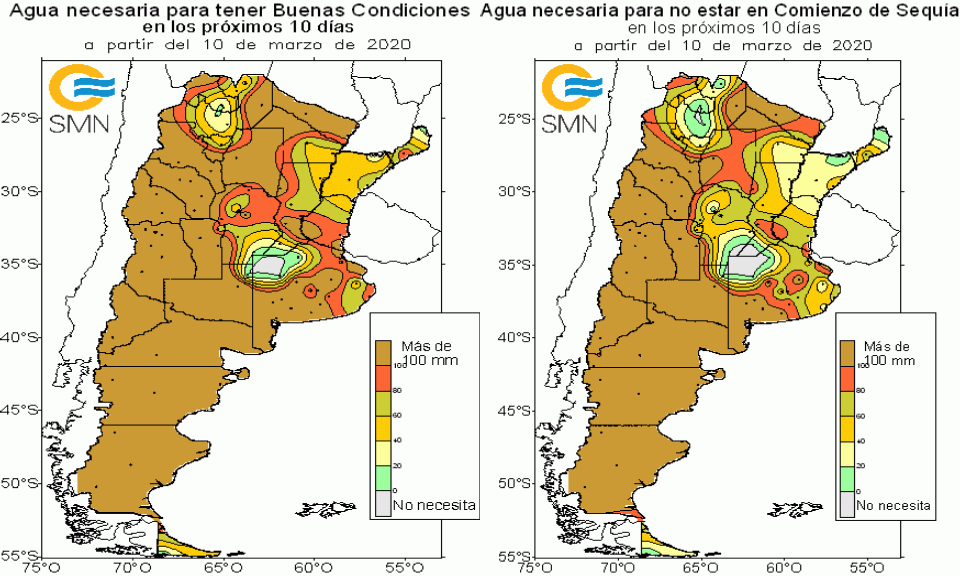 Agua necesaria para tener Buenas Condiciones
en los próximos 10 días
a partir del 10 de marzo de 2020
SMN
25°S
30°S
35°S
40°S
45°S
50°S
55°S
75°O
70°O
65°O
60°O
55°O
Más de
100 mm
100
80
60
40
20
0
No necesita
Agua necesaria para no estar en Comienzo de Sequía
en los próximos 10 días
a partir del 10 de marzo de 2020
SMN
25°S
30°S
35°S
40°S
45°S
50°S
55°S
75°O
70°O
65°O
60°O
55°O
Más de
100 mm
100
80
60
40
20
0
No necesita